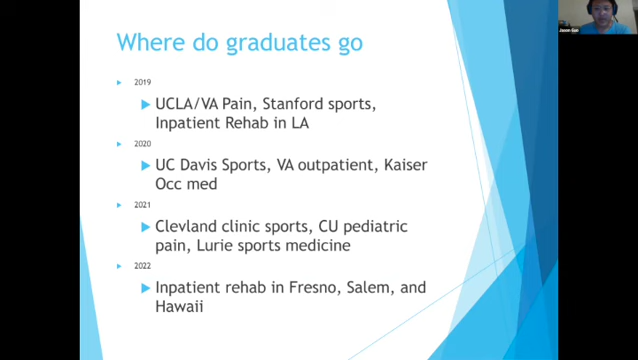 Where do graduates go
2019
UCLA/VA Pain, Stanford sports,
Inpatient Rehab in LA
2020
UC Davis Sports, VA outpatient, Kaiser
Occ med
2021
Clevland clinic sports, CU pediatric
pain, Lurie sports medicine
2022
Inpatient rehab in Fresno, Salem, and
Hawaii